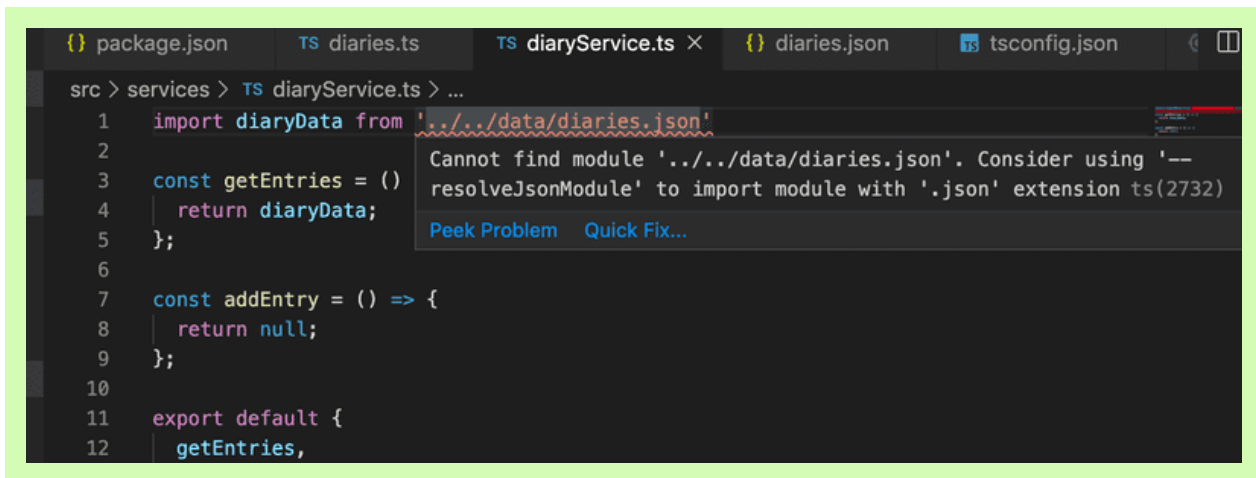 {} package.json TS diaries.ts TS diaryService.ts × {} diaries.json TS tsconfig.json
src > services > TS diaryService.ts > ...
1 import diaryData from '../../data/diaries.json'
2
Cannot find module '../../data/diaries.json'. Consider using '--
resolveJsonModule' to import module with '.json' extension ts(2732)
Peek Problem Quick Fix...
3 const getEntries = ()
4 return diaryData;
5 };
6
7 const addEntry = () => {
8 return null;
9 };
10
11 export default {
12 getEntries,